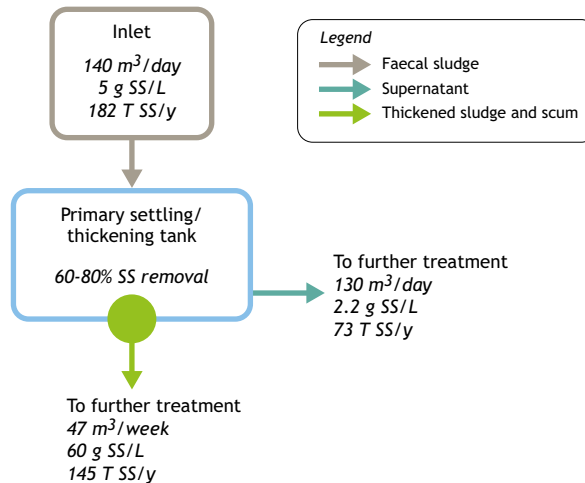 Inlet
140 m³/day
5 g SS/L
182 T SS/y
Legend
Faecal sludge
Supernatant
Thickened sludge and scum
Primary settling/
thickening tank
60-80% SS removal
To further treatment
130 m³/day
2.2 g SS/L
73 T SS/y
To further treatment
47 m³/week
60 g SS/L
145 T SS/y